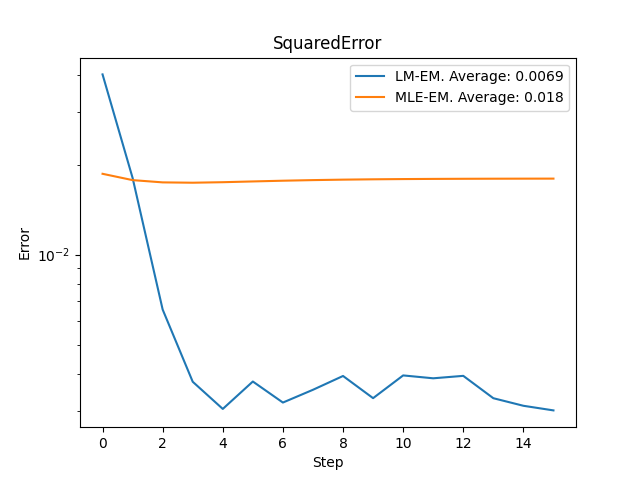 SquaredError
LM-EM. Average: 0.0069
MLE-EM. Average: 0.018
Error
10⁻²
0 2 4 6 8 10 12 14
Step